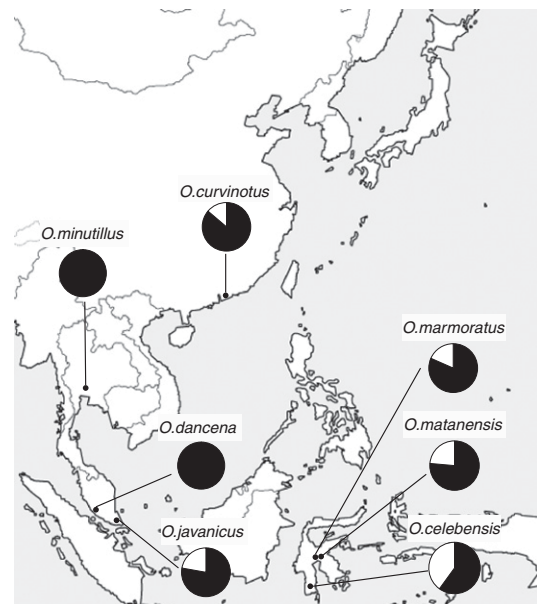 O.curvinotus
O.minutillus
O.marmoratus
O.dancena
O.matanensis
O.javanicus
O.celebensis